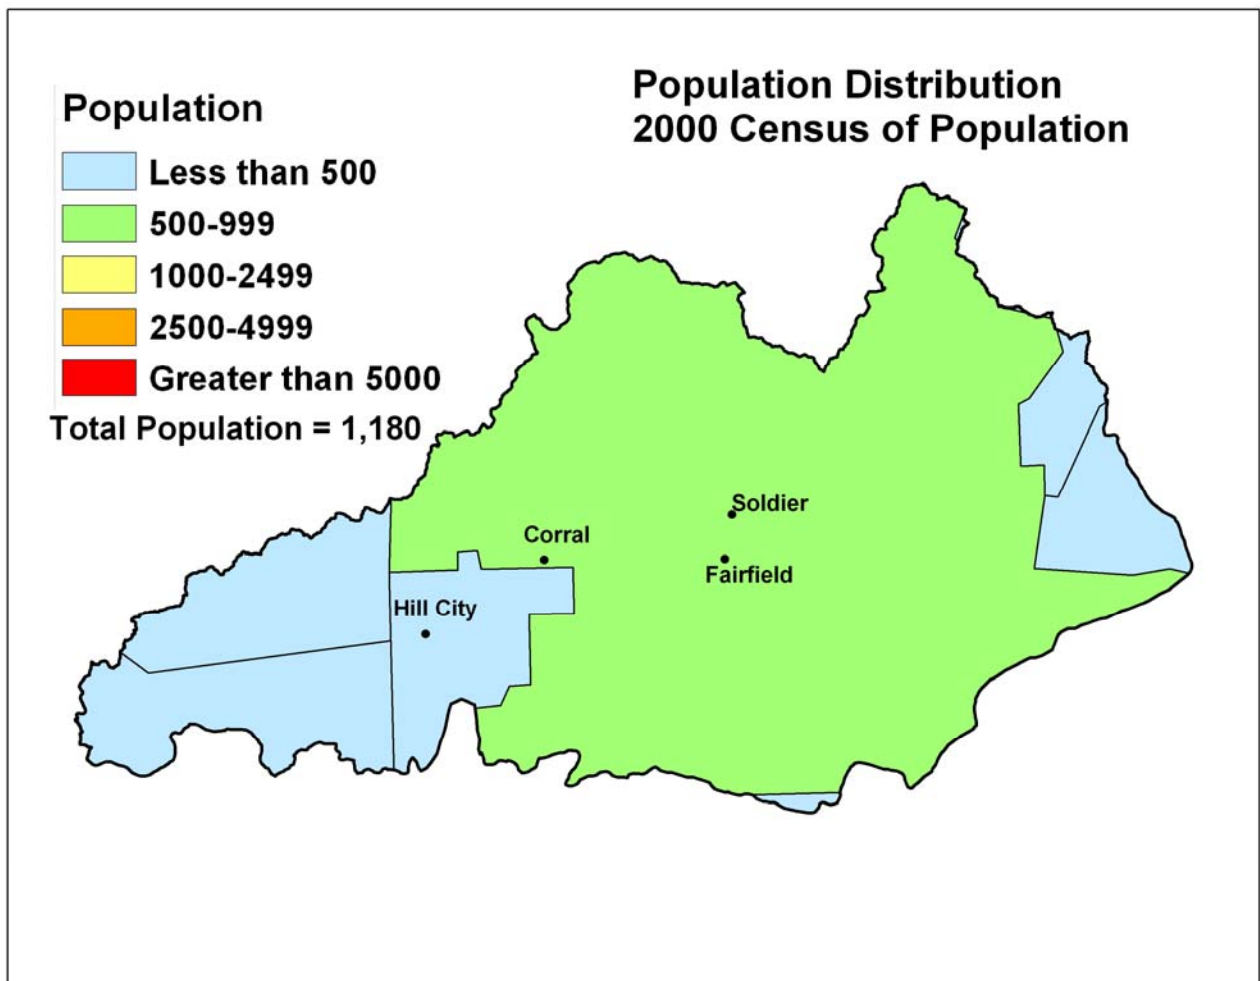 Population Distribution
2000 Census of Population
Population
Less than 500
500-999
1000-2499
2500-4999
Greater than 5000
Total Population = 1,180
Soldier
Corral
Fairfield
Hill City